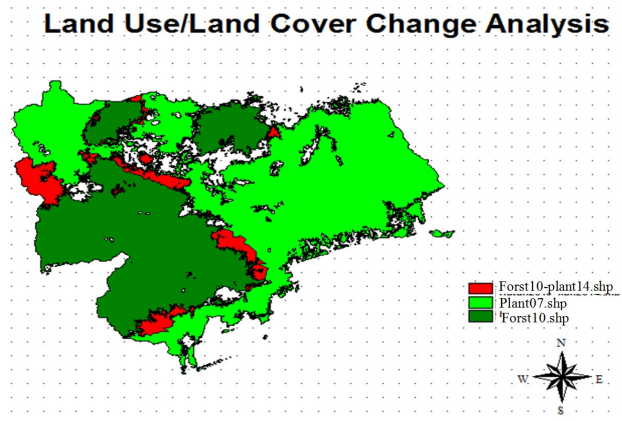 Land Use/Land Cover Change Analysis
Forst10-plant14.shp
Plant07.shp
Forst10.shp
N
W E
S